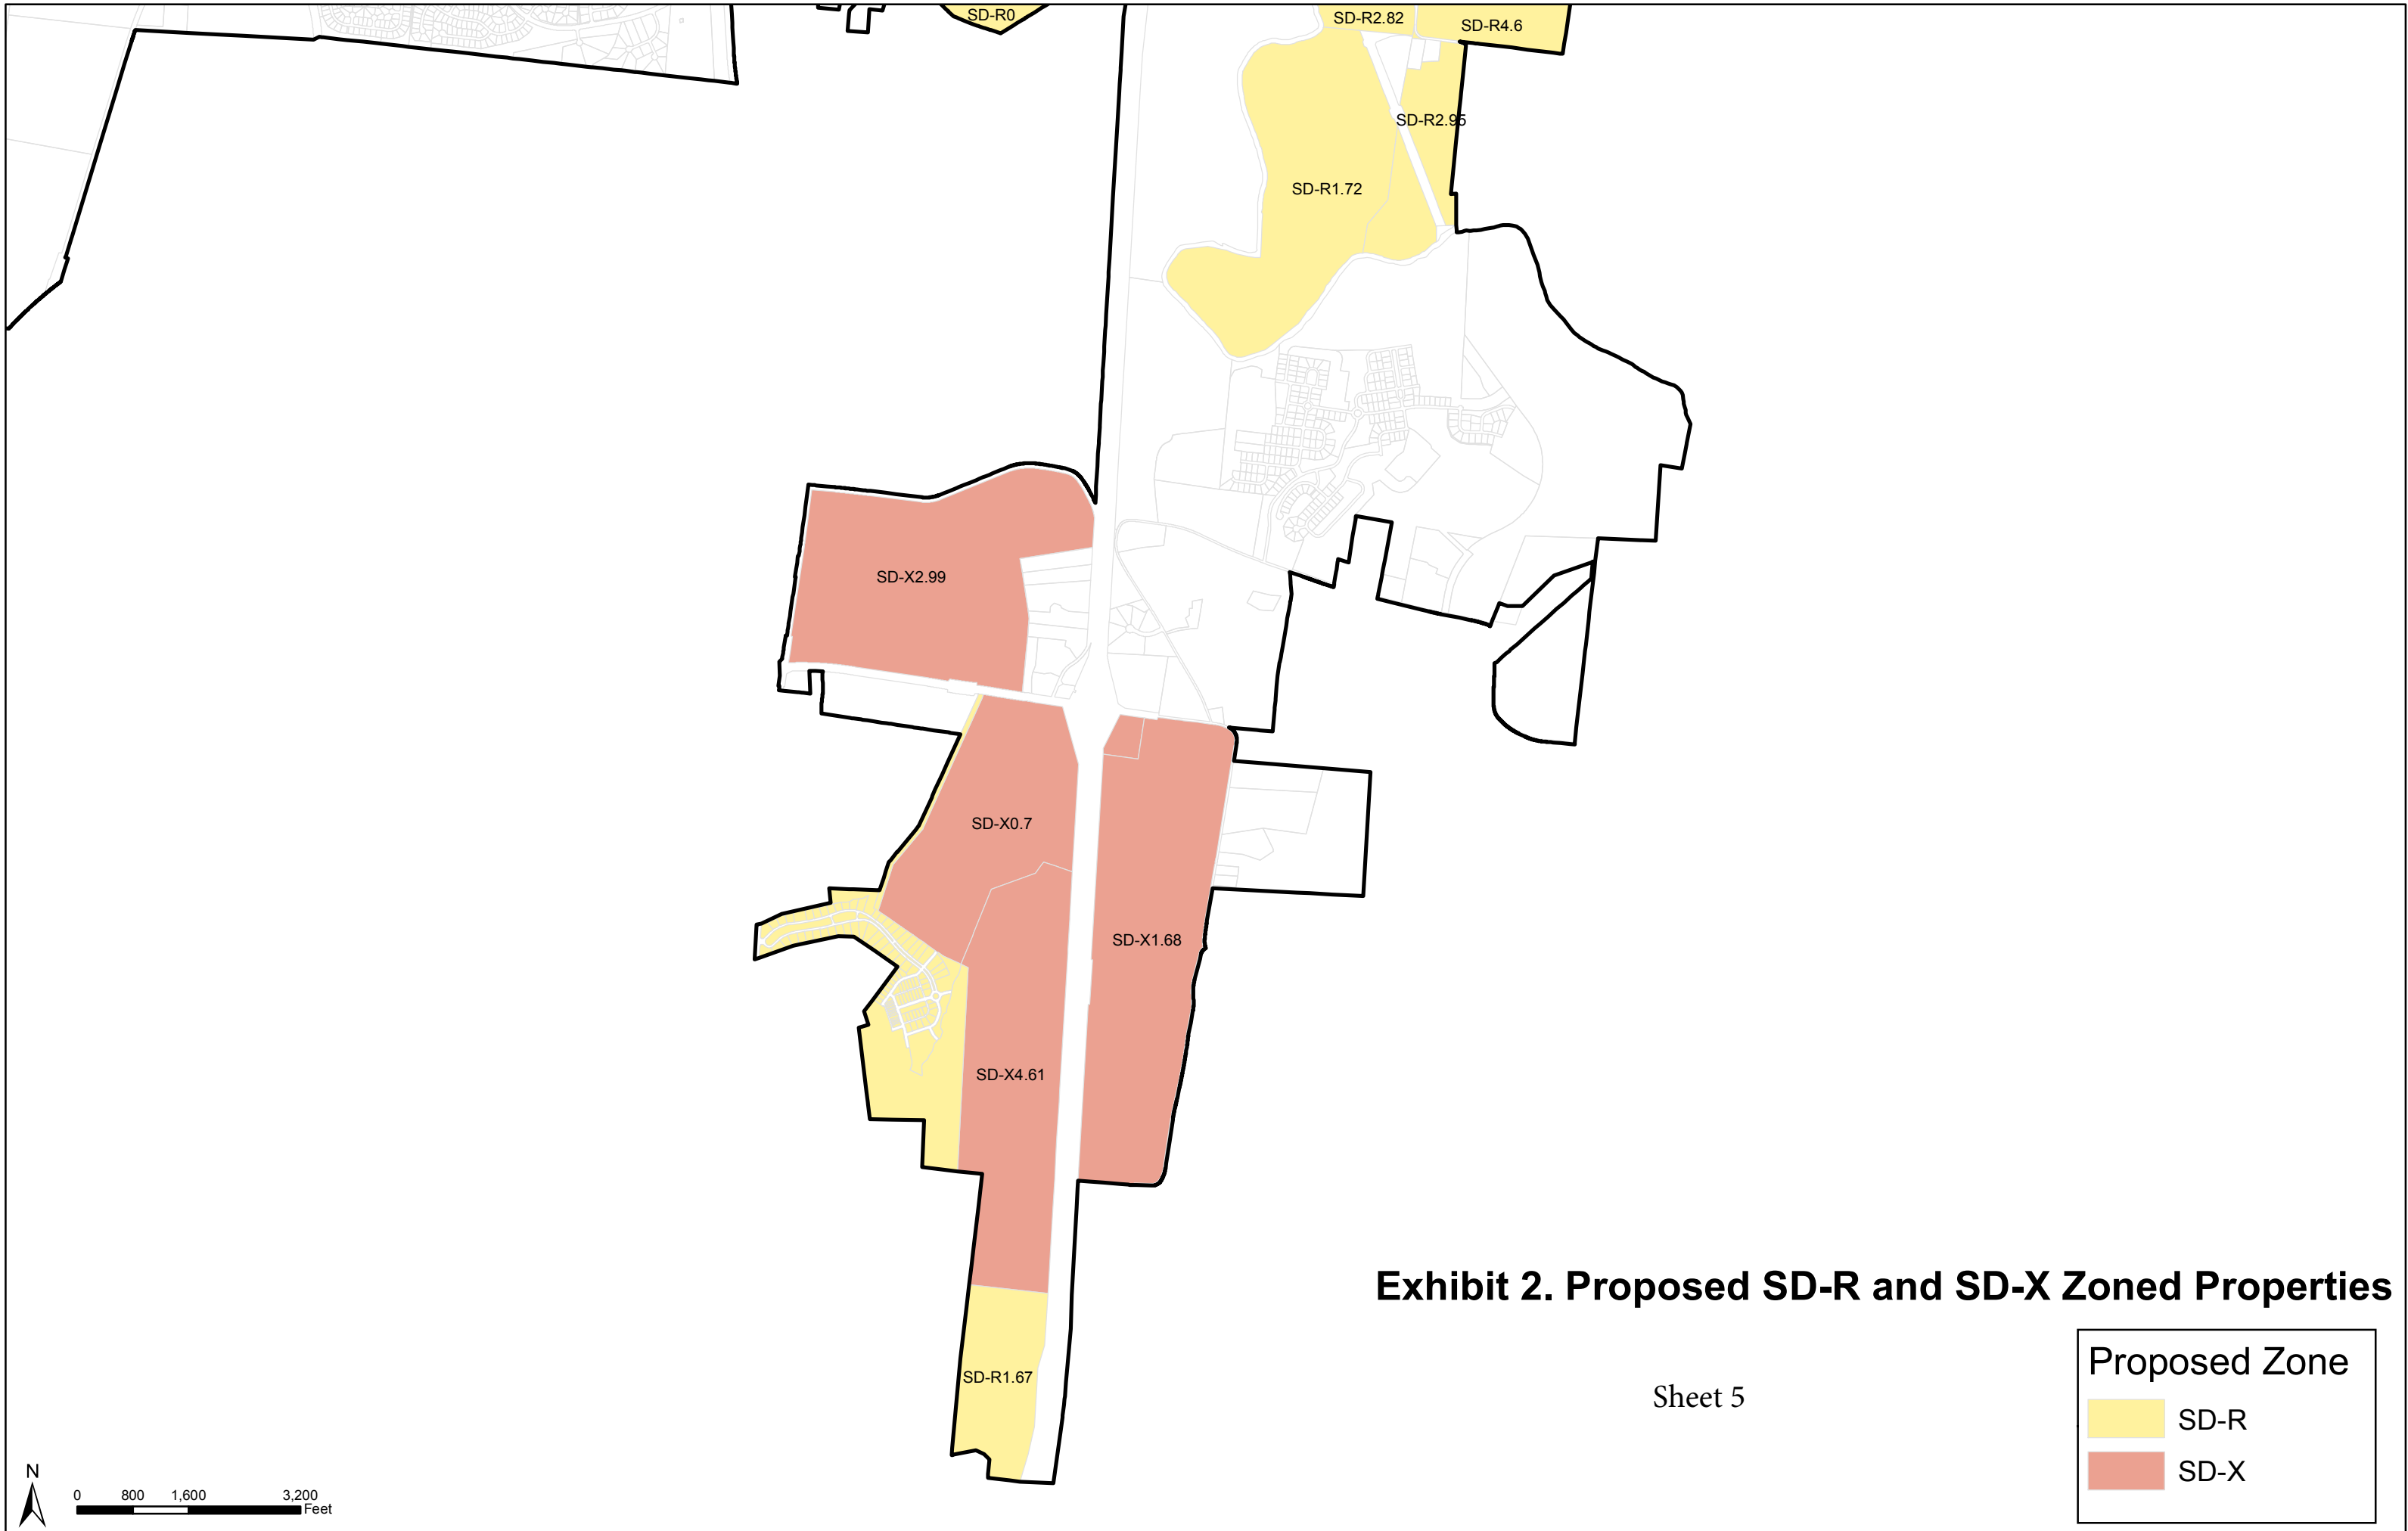 SD-R0
SD-R2.82
SD-R4.6
SD-R2.95
SD-R1.72
SD-X2.99
SD-X0.7
SD-X1.68
SD-X4.61
SD-R1.67
Exhibit 2. Proposed SD-R and SD-X Zoned Properties
Sheet 5
Proposed Zone
SD-R
SD-X
N
0 800 1,600 3,200
Feet